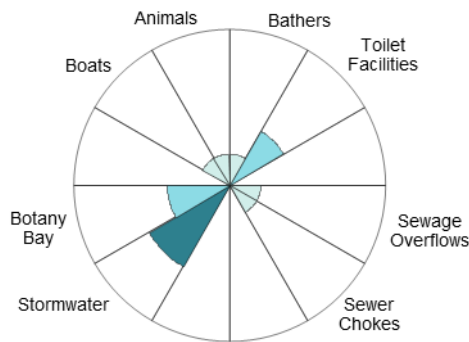 Animals
Bathers
Toilet
Facilities
Boats
Botany
Bay
Sewage
Overflows
Stormwater
Sewer
Chokes